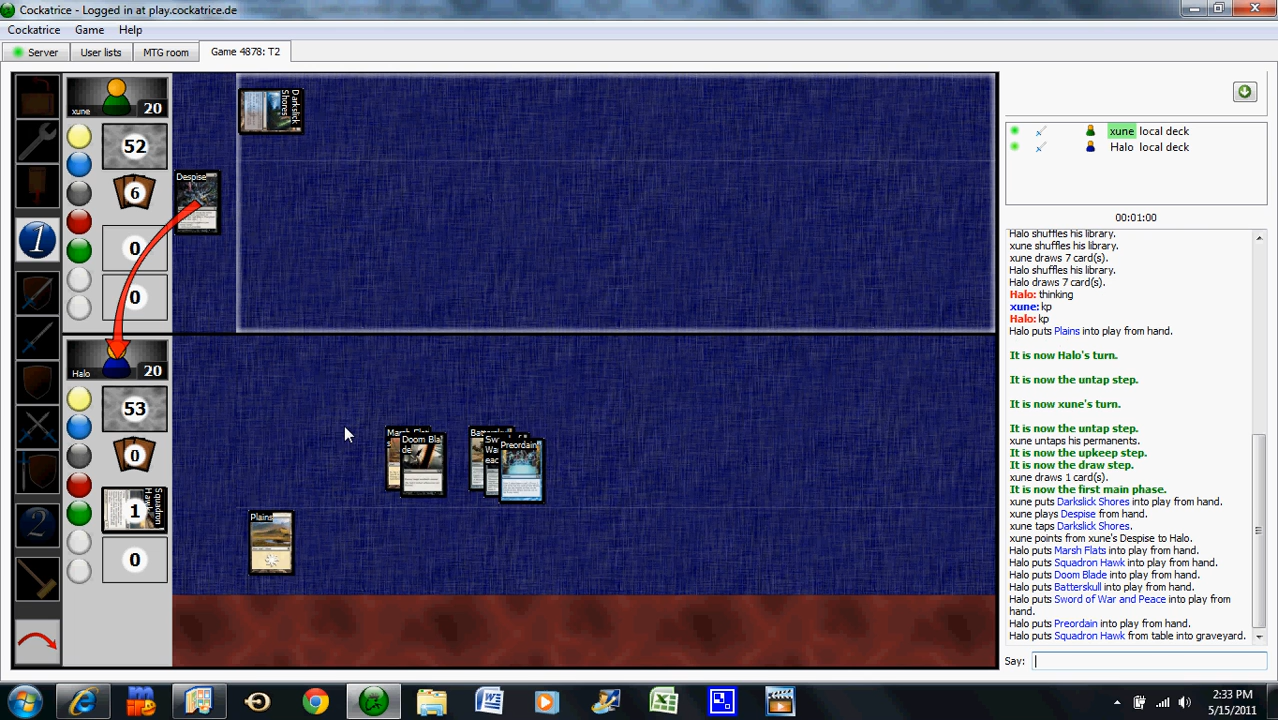 Cockatrice - Logged in at play.cockatrice.de
Cockatrice Game Help
Server User lists MTG room Game 4878: T2
xune 20
52
6
0
0
Darkslick Shores
Despise
1
Halo 20
53
0
Squadron Hawk
1
0
2
Marsh Flats
Doom Bla
de
Preordain
Plains
xune local deck
Halo local deck
00:01:00
Halo shuffles his library.
xune shuffles his library.
xune draws 7 card(s).
Halo shuffles his library.
Halo draws 7 card(s).
Halo: thinking
xune: kp
Halo: kp
Halo puts Plains into play from hand.
It is now Halo's turn.
It is now the untap step.
It is now xune's turn.
It is now the untap step.
xune untaps his permanents.
It is now the upkeep step.
It is now the draw step.
xune draws 1 card(s).
It is now the first main phase.
xune puts Darkslick Shores into play from hand.
xune plays Despise from hand.
xune taps Darkslick Shores.
xune points from xune's Despise to Halo.
Halo puts Marsh Flats into play from hand.
Halo puts Squadron Hawk into play from hand.
Halo puts Doom Blade into play from hand.
Halo puts Batterskull into play from hand.
Halo puts Sword of War and Peace into play from
hand.
Halo puts Preordain into play from hand.
Halo puts Squadron Hawk from table into graveyard.
Say:
2:33 PM
5/15/2011